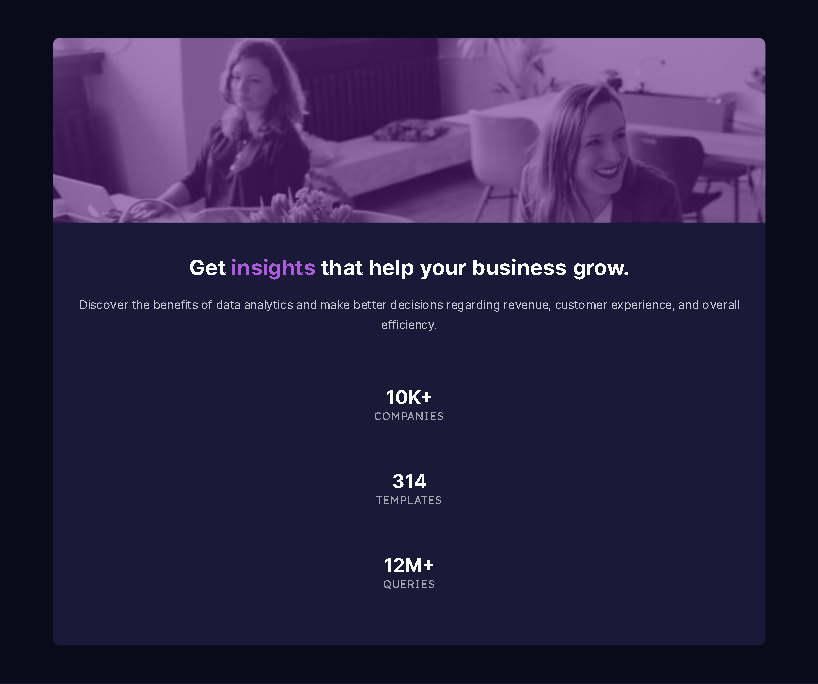 Get insights that help your business grow.
Discover the benefits of data analytics and make better decisions regarding revenue, customer experience, and overall
efficiency.
10K+
COMPANIES
314
TEMPLATES
12M+
QUERIES